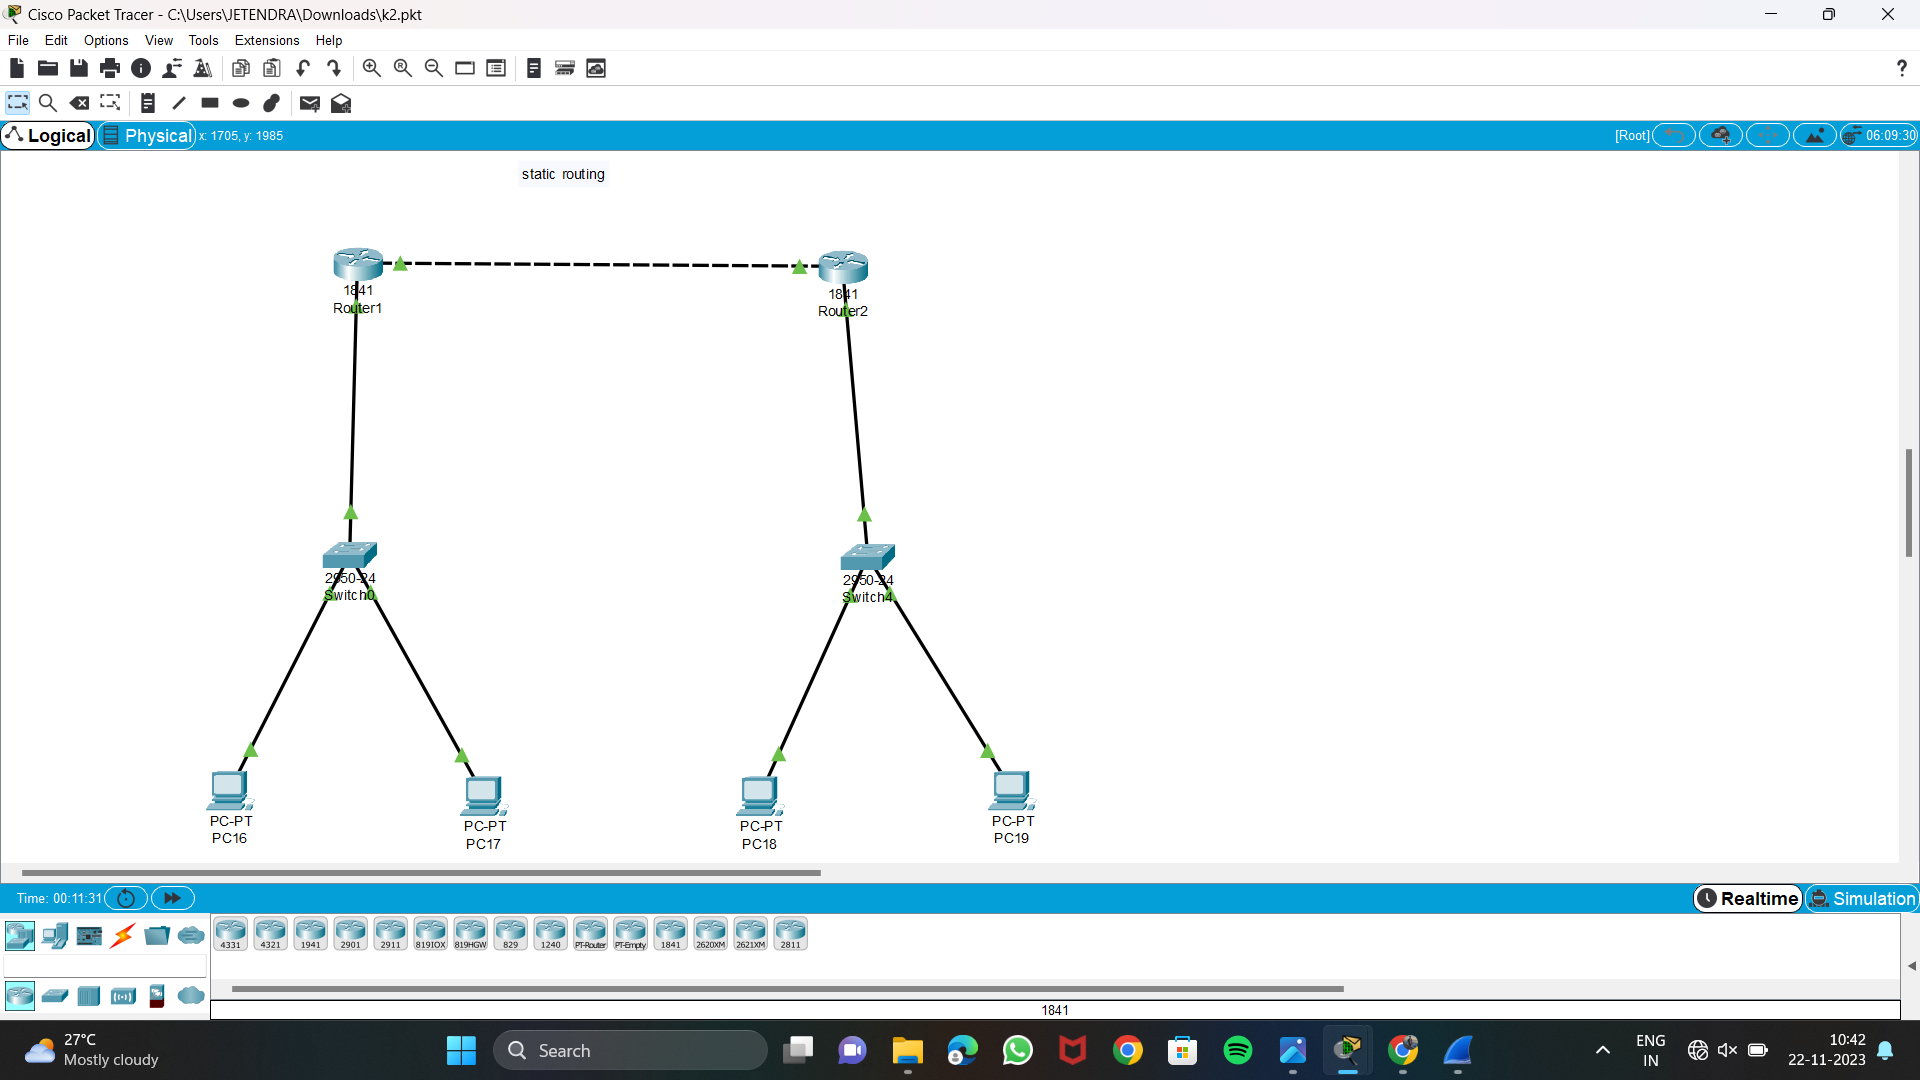 Cisco Packet Tracer - C:\Users\JETENDRA\Downloads\k2.pkt
File Edit Options View Tools Extensions Help
Logical Physical x: 1705, y: 1985 [Root] 06:09:30
static routing
1841
Router1
1841
Router2
2950-24
Switch0
2950-24
Switch4
PC-PT
PC16
PC-PT
PC17
PC-PT
PC18
PC-PT
PC19
Time: 00:11:31 Realtime Simulation
4331 4321 1941 2901 2911 819IOX 819HGW 829 1240 PT-Router PT-Empty 1841 2620XM 2621XM 2811
1841
27°C
Mostly cloudy
Search
ENG
IN
10:42
22-11-2023